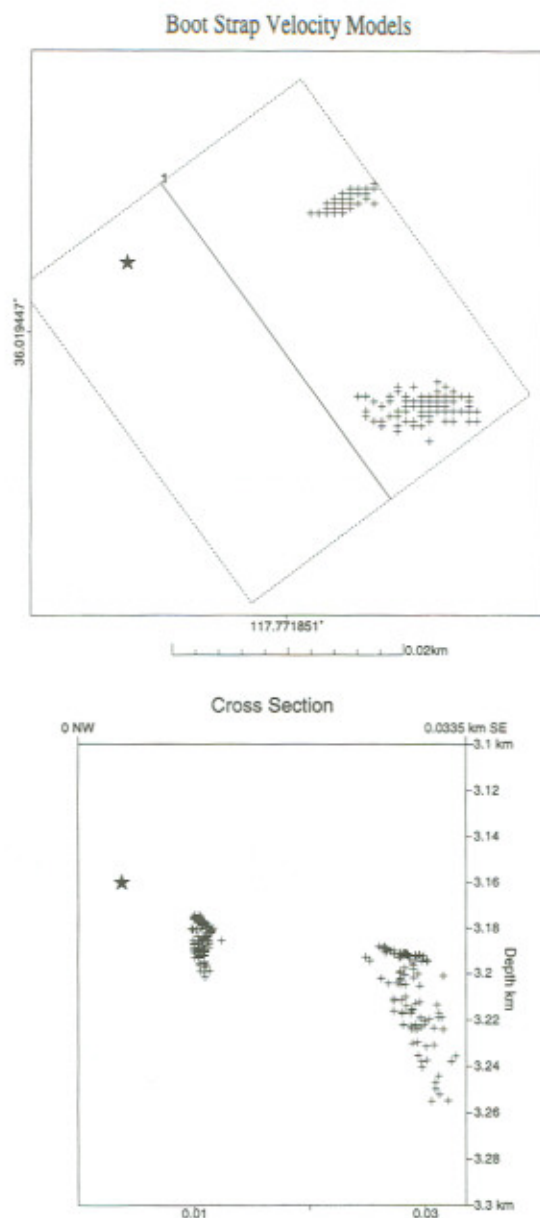 Boot Strap Velocity Models
1
36.019447°
117.771851°
0.02km
Cross Section
0 NW
0.0335 km SE
3.1 km
3.12
3.14
3.16
3.18
3.2
Depth km
3.22
3.24
3.26
3.28
3.3 km
0.01
0.03